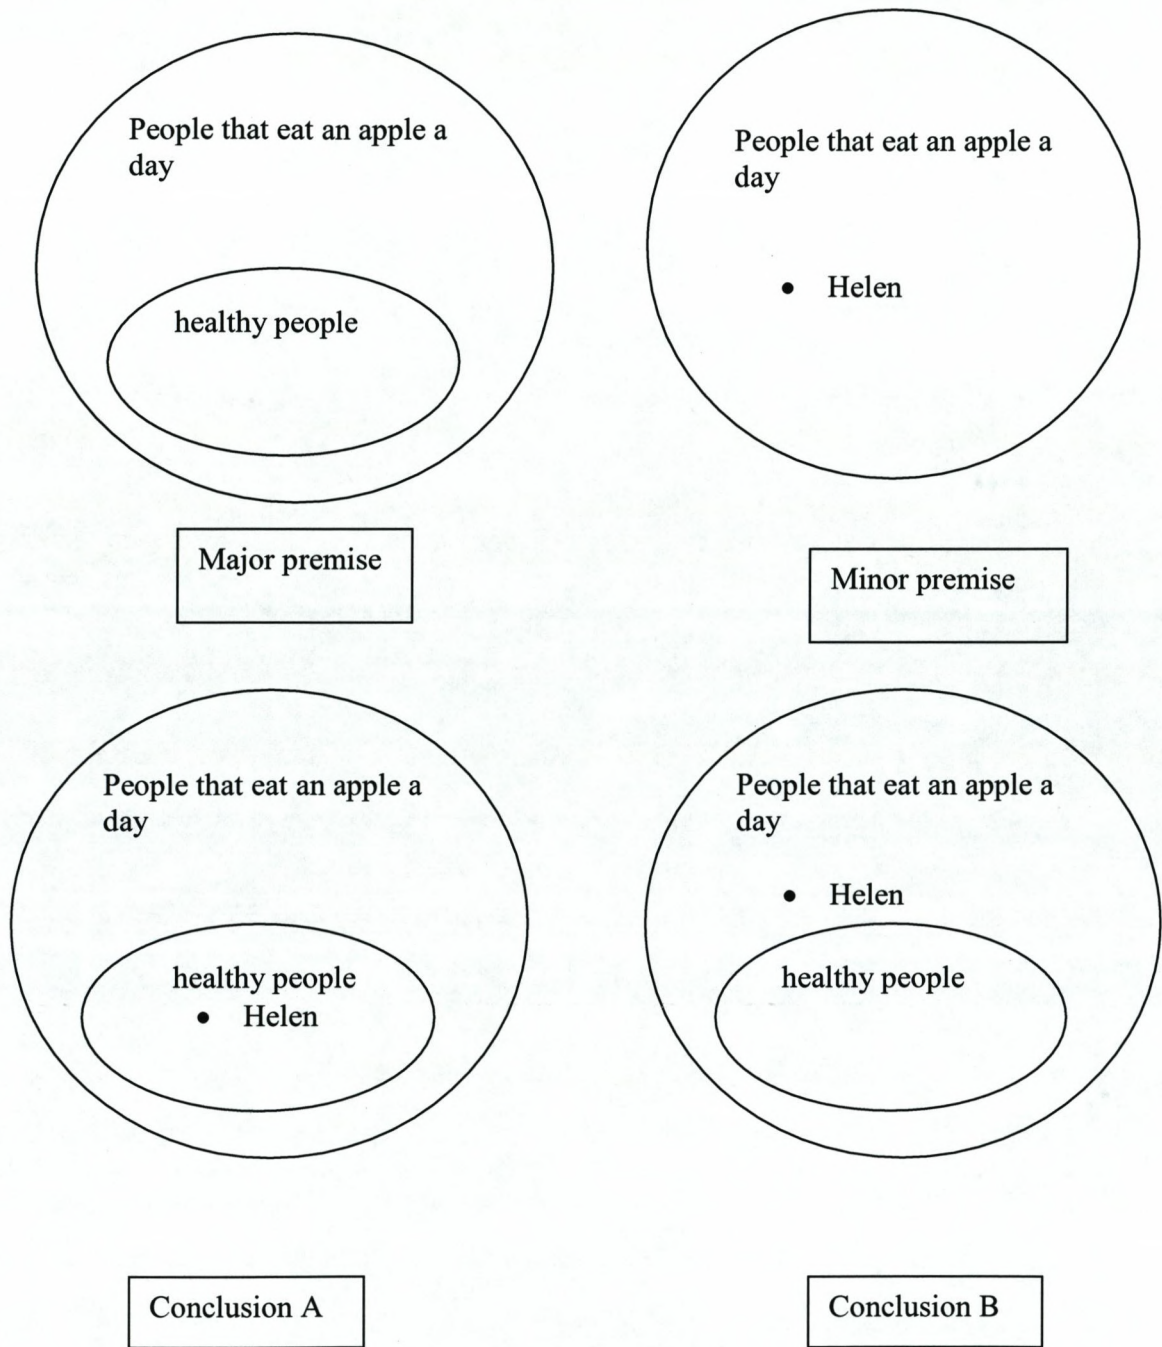 People that eat an apple a
day
healthy people
Major premise
People that eat an apple a
day
Helen
Minor premise
People that eat an apple a
day
healthy people
Helen
Conclusion A
People that eat an apple a
day
Helen
healthy people
Conclusion B